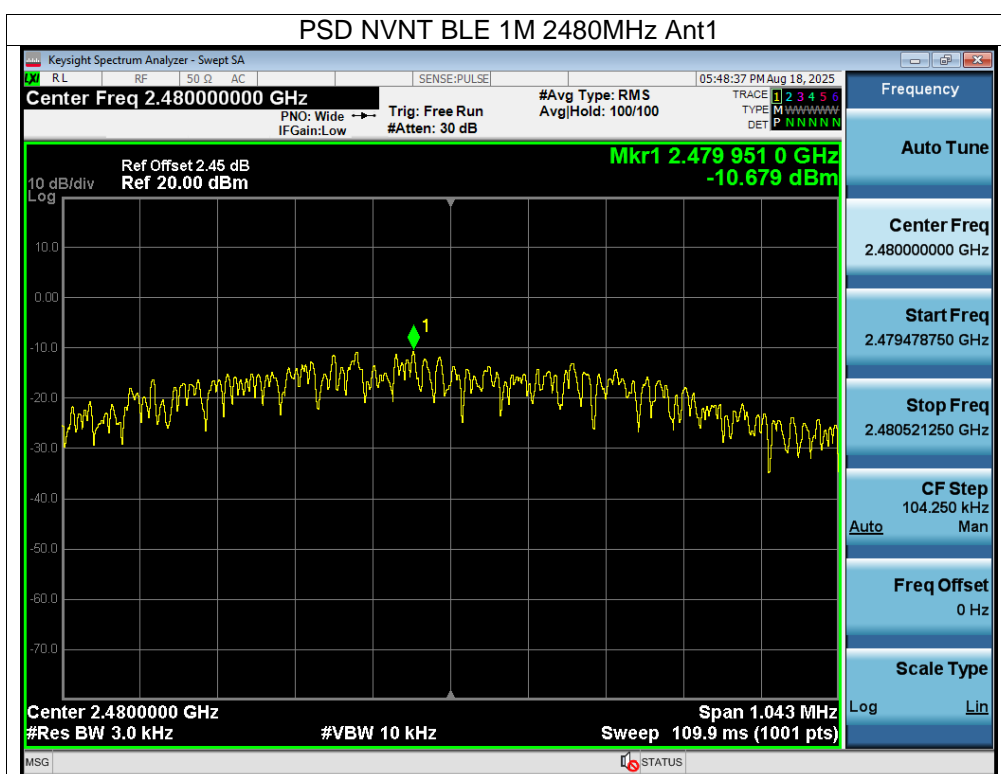 PSD NVNT BLE 1M 2480MHz Ant1
Keysight Spectrum Analyzer - Swept SA
LXI RL RF 50 Ω AC SENSE:PULSE 05:48:37 PM Aug 18, 2025
Center Freq 2.480000000 GHz
PNO: Wide
IFGain:Low
Trig: Free Run
#Atten: 30 dB
#Avg Type: RMS
Avg|Hold: 100/100
TRACE 1 2 3 4 5 6
TYPE M W W W W W
DET P N N N N N
Ref Offset 2.45 dB
10 dB/div Ref 20.00 dBm
Log
Mkr1 2.479 951 0 GHz
-10.679 dBm
10.0
0.00
-10.0
-20.0
-30.0
-40.0
-50.0
-60.0
-70.0
1
Center 2.4800000 GHz Span 1.043 MHz
#Res BW 3.0 kHz #VBW 10 kHz Sweep 109.9 ms (1001 pts)
MSG STATUS
Frequency
Auto Tune
Center Freq
2.480000000 GHz
Start Freq
2.479478750 GHz
Stop Freq
2.480521250 GHz
CF Step
104.250 kHz
Auto Man
Freq Offset
0 Hz
Scale Type
Log Lin